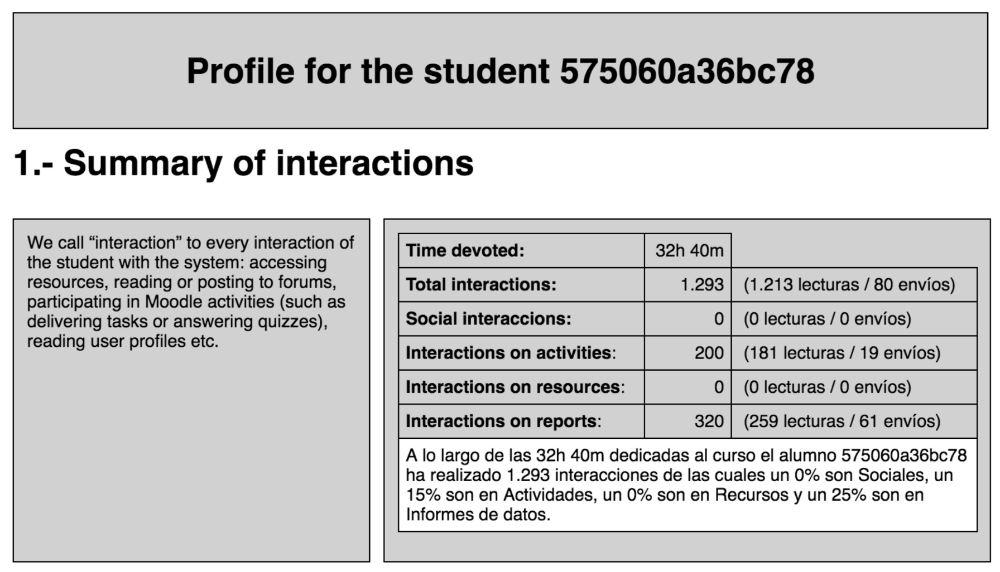 Profile for the student 575060a36bc78
1.- Summary of interactions
We call “interaction” to every interaction of
the student with the system: accessing
resources, reading or posting to forums,
participating in Moodle activities (such as
delivering tasks or answering quizzes),
reading user profiles etc.
Time devoted: 32h 40m
Total interactions: 1.293 (1.213 lecturas / 80 envíos)
Social interaccions: 0 (0 lecturas / 0 envíos)
Interactions on activities: 200 (181 lecturas / 19 envíos)
Interactions on resources: 0 (0 lecturas / 0 envíos)
Interactions on reports: 320 (259 lecturas / 61 envíos)
A lo largo de las 32h 40m dedicadas al curso el alumno 575060a36bc78
ha realizado 1.293 interacciones de las cuales un 0% son Sociales, un
15% son en Actividades, un 0% son en Recursos y un 25% son en
Informes de datos.